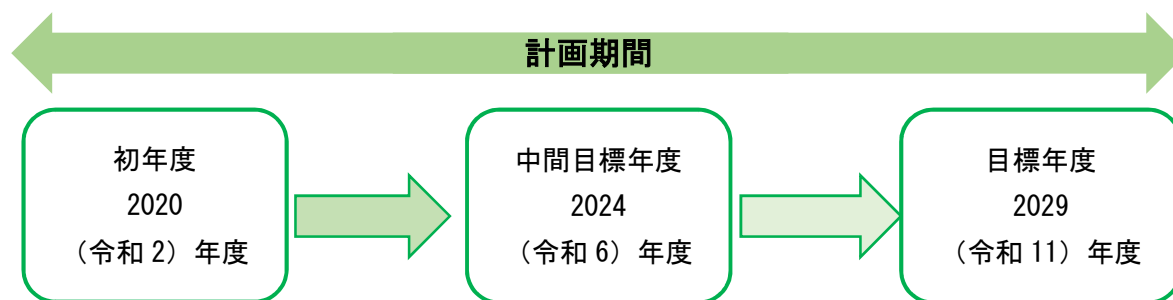 計画期間
初年度
2020
（令和 2）年度
中間目標年度
2024
（令和 6）年度
目標年度
2029
（令和 11）年度